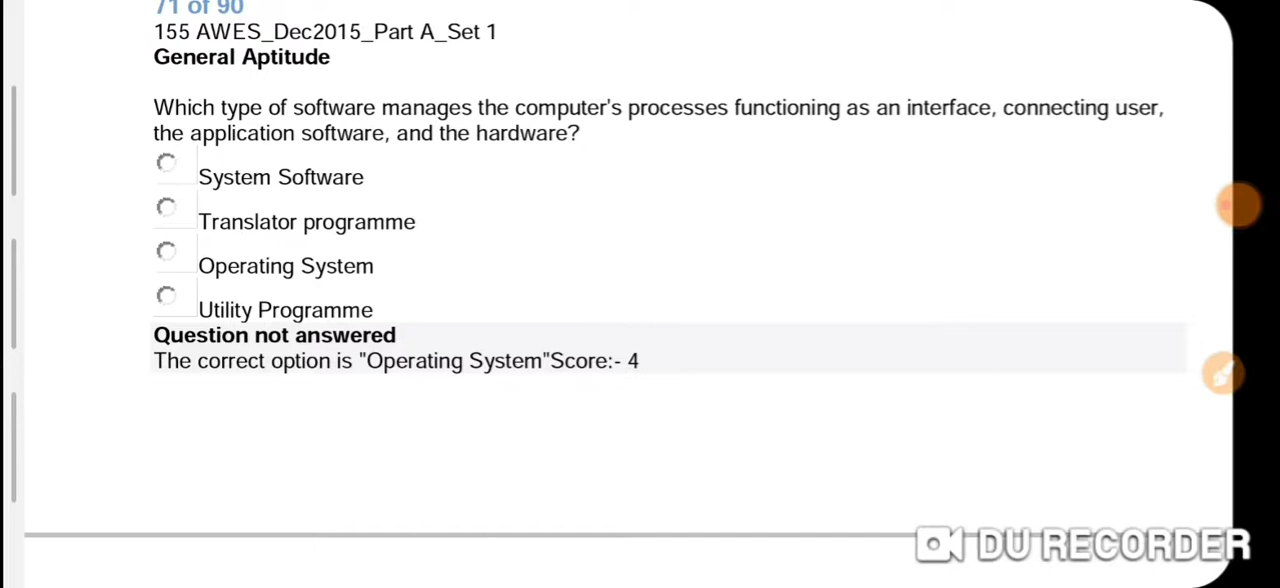 71 of 90
155 AWES_Dec2015_Part A_Set 1
General Aptitude
Which type of software manages the computer's processes functioning as an interface, connecting user,
the application software, and the hardware?
System Software
Translator programme
Operating System
Utility Programme
Question not answered
The correct option is "Operating System"Score:- 4
DU RECORDER